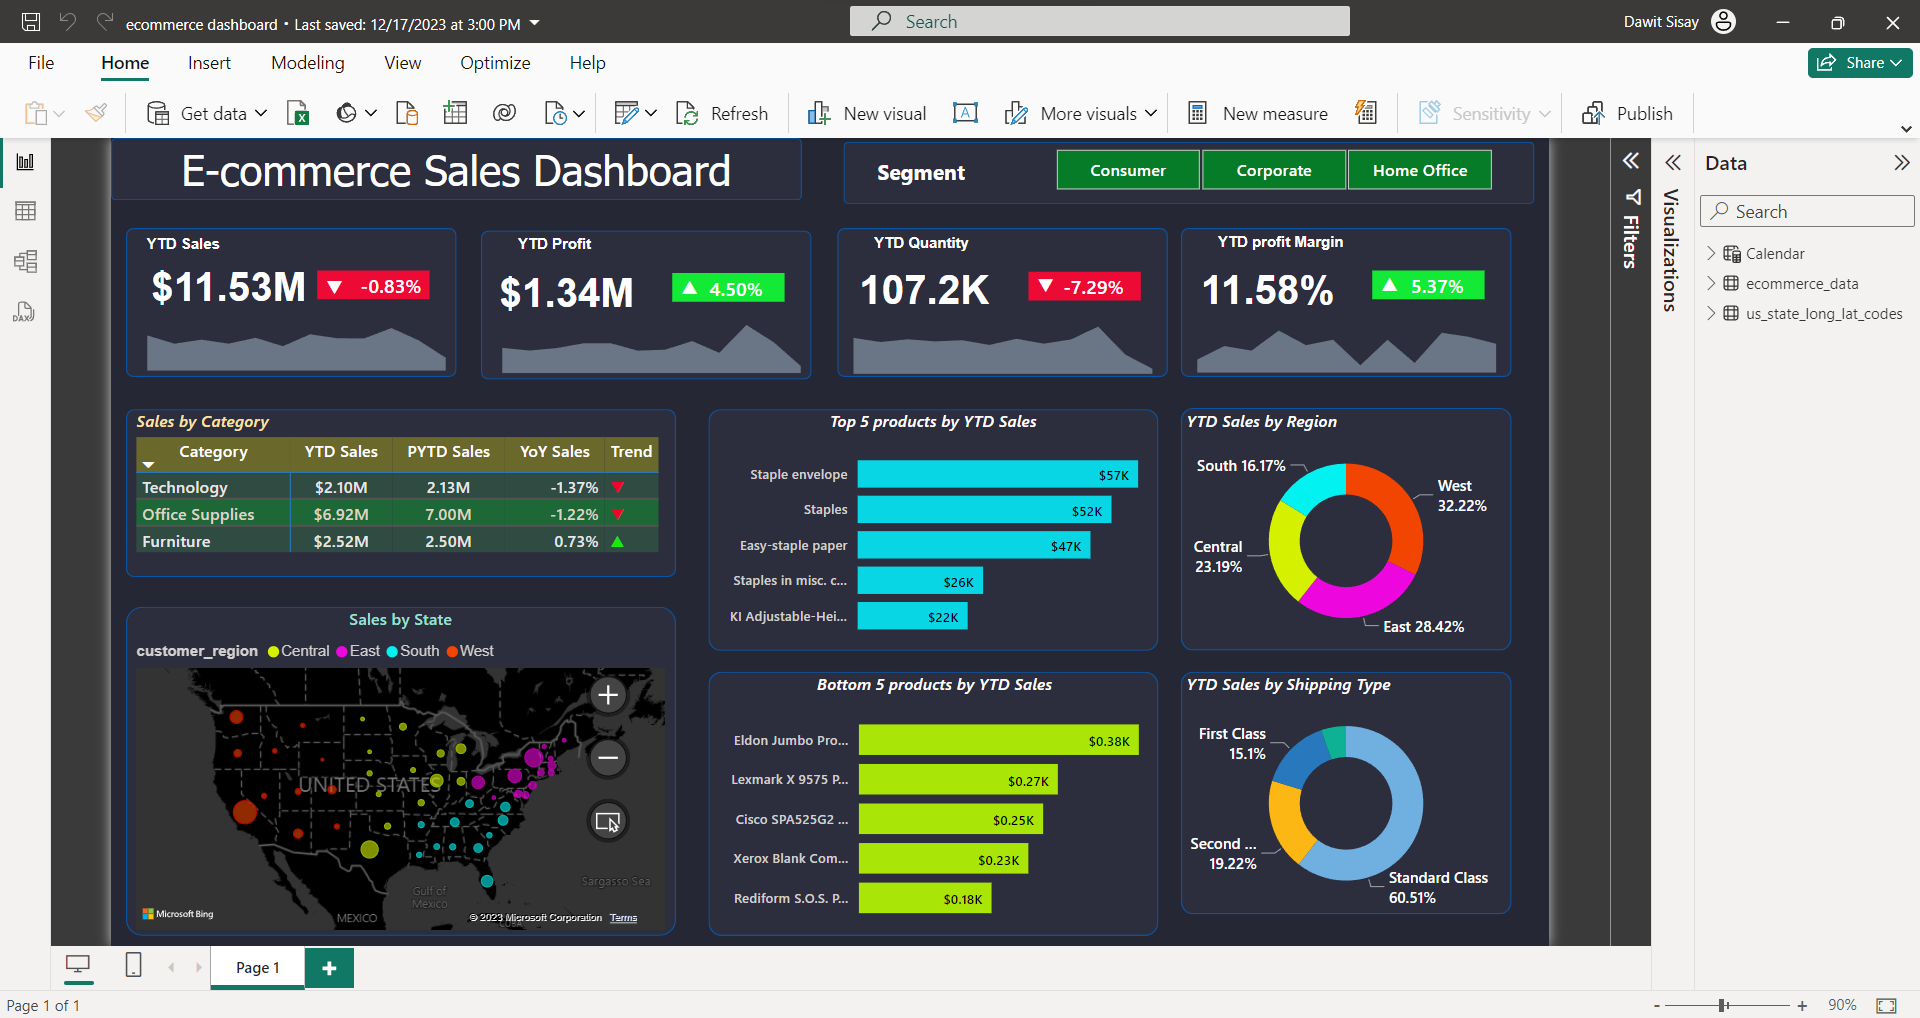 ecommerce dashboard • Last saved: 12/17/2023 at 3:00 PM
Search
Dawit Sisay
File Home Insert Modeling View Optimize Help
Share
Get data
Refresh
New visual
A
More visuals
New measure
Sensitivity
Publish
E-commerce Sales Dashboard
Segment
Consumer
Corporate
Home Office
YTD Sales
$11.53M
-0.83%
YTD Profit
$1.34M
4.50%
YTD Quantity
107.2K
-7.29%
YTD profit Margin
11.58%
5.37%
Sales by Category
Category YTD Sales PYTD Sales YoY Sales Trend
Technology $2.10M 2.13M -1.37%
Office Supplies $6.92M 7.00M -1.22%
Furniture $2.52M 2.50M 0.73%
Top 5 products by YTD Sales
Staple envelope $57K
Staples $52K
Easy-staple paper $47K
Staples in misc. c... $26K
KI Adjustable-Hei... $22K
YTD Sales by Region
South 16.17%
West
32.22%
Central
23.19%
East 28.42%
Sales by State
customer_region Central East South West
UNITED STATES
Gulf of
Mexico
Sargasso Sea
MEXICO
CUBA
Microsoft Bing
© 2023 Microsoft Corporation Terms
Bottom 5 products by YTD Sales
Eldon Jumbo Pro... $0.38K
Lexmark X 9575 P... $0.27K
Cisco SPA525G2 ... $0.25K
Xerox Blank Com... $0.23K
Rediform S.O.S. P... $0.18K
YTD Sales by Shipping Type
First Class
15.1%
Second ...
19.22%
Standard Class
60.51%
Filters
Visualizations
Data
Search
Calendar
ecommerce_data
us_state_long_lat_codes
DAX
Page 1
Page 1 of 1
90%